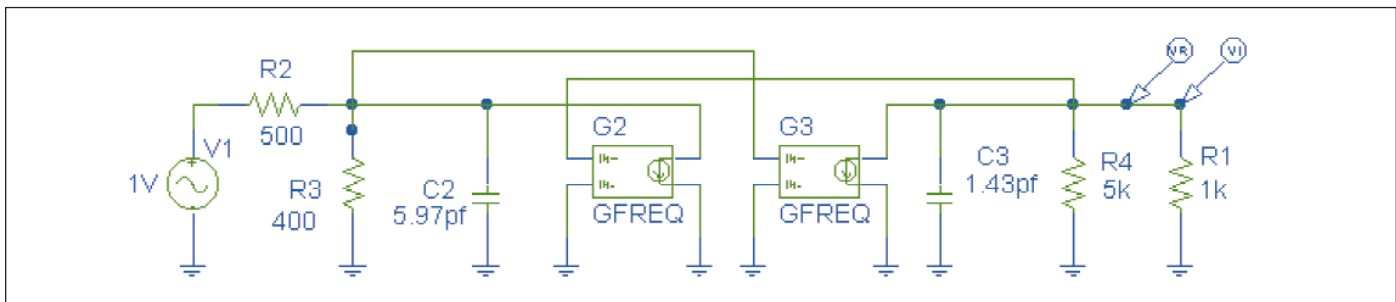 R2
500
V1
1V
R3
400
C2
5.97pf
G2
GFREQ
G3
GFREQ
C3
1.43pf
R4
5k
R1
1k
VR
VI